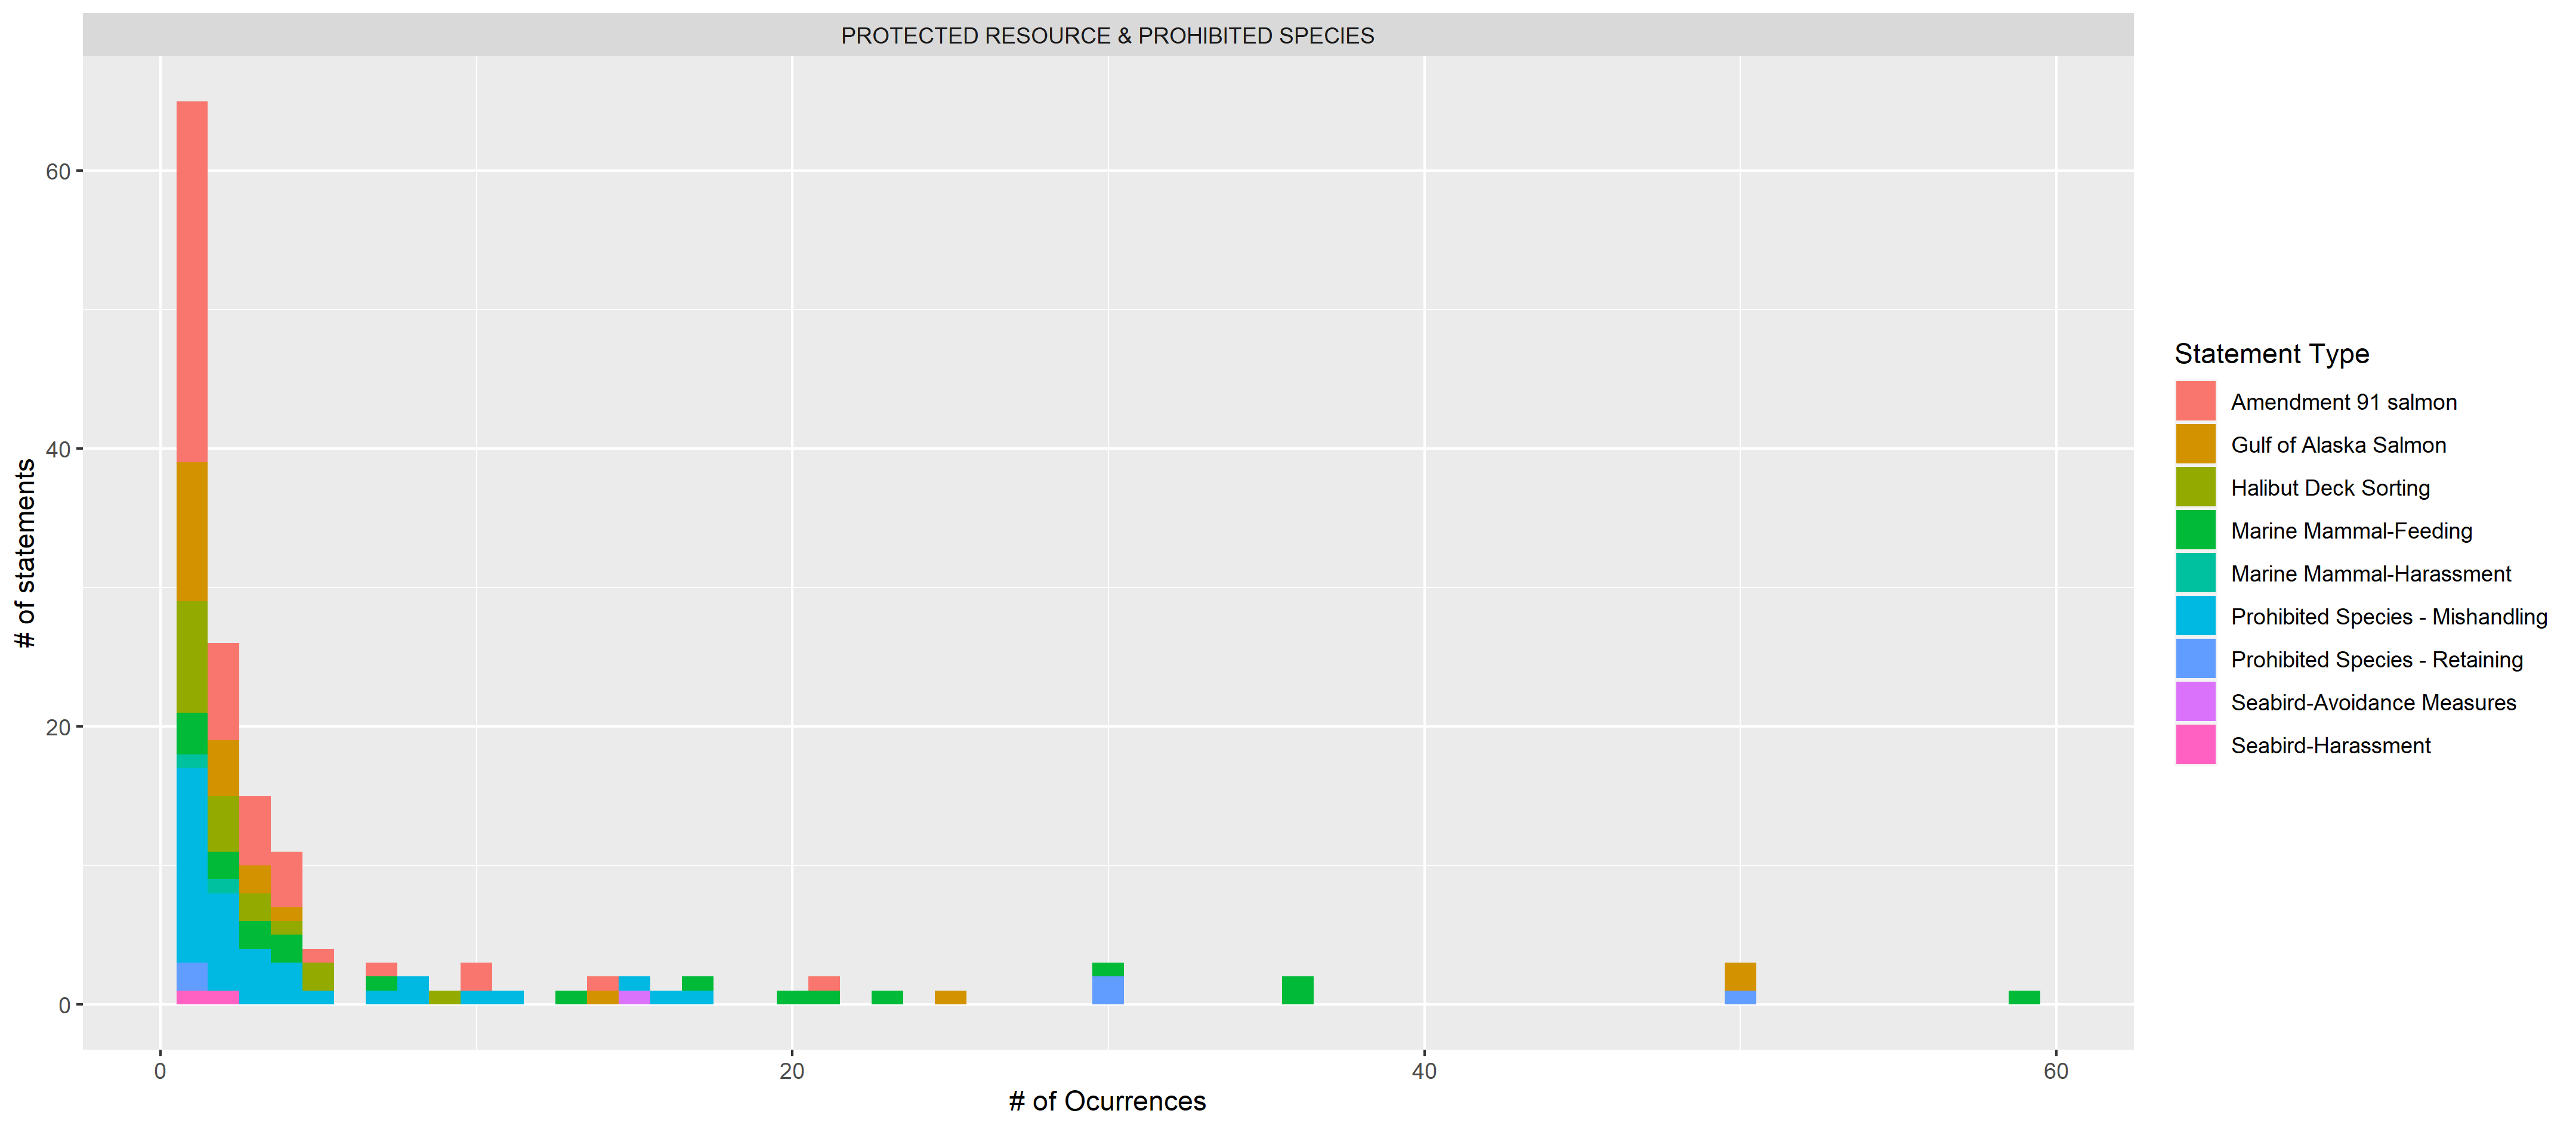 PROTECTED RESOURCE & PROHIBITED SPECIES
# of statements
60
40
20
0
0
20
40
60
# of Ocurrences
Statement Type
Amendment 91 salmon
Gulf of Alaska Salmon
Halibut Deck Sorting
Marine Mammal-Feeding
Marine Mammal-Harassment
Prohibited Species - Mishandling
Prohibited Species - Retaining
Seabird-Avoidance Measures
Seabird-Harassment